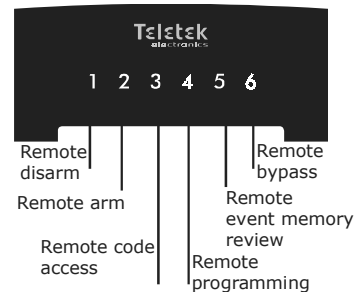 Teletek
electronics
1 2 3 4 5 6
Remote
disarm
Remote arm
Remote code
access
Remote
programming
Remote
event memory
review
Remote
bypass